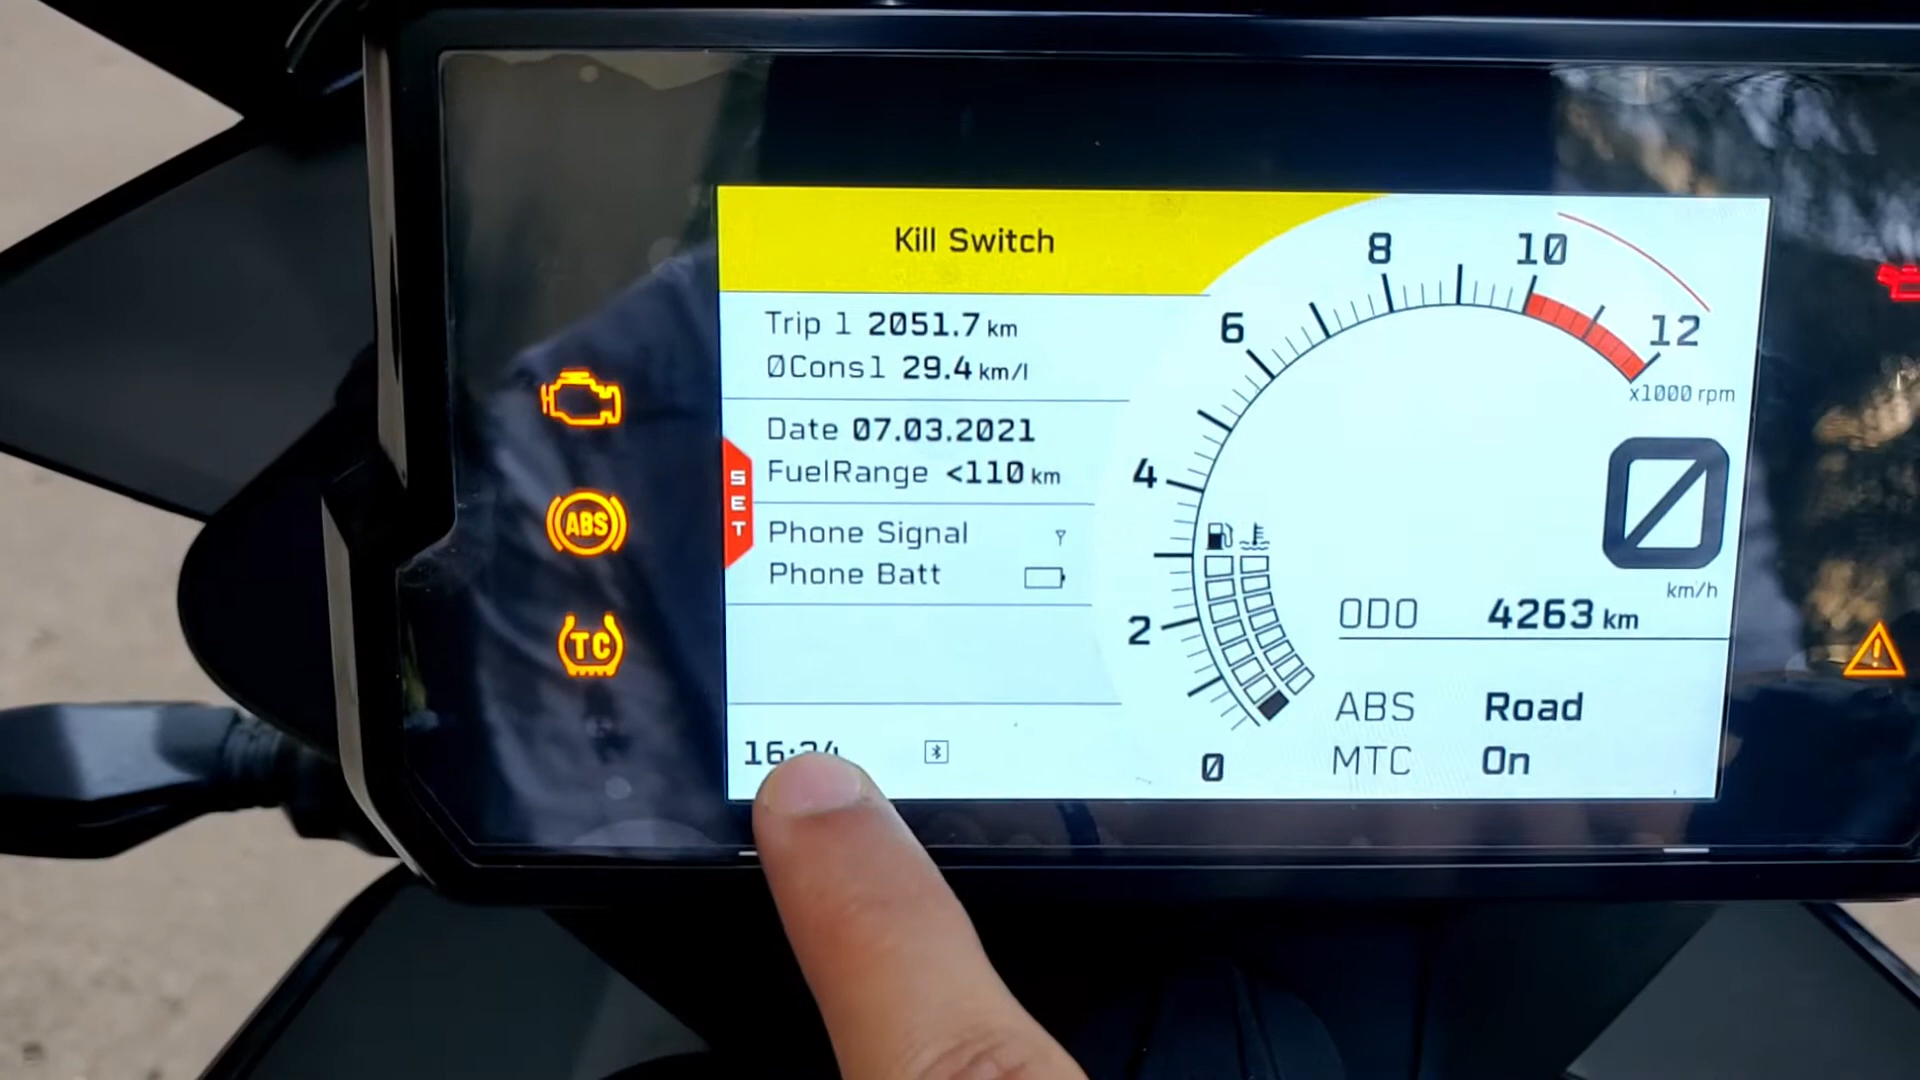 Kill Switch
Trip 1 2051.7 km
ØCons1 29.4 km/l
Date 07.03.2021
FuelRange <110 km
SET
Phone Signal
Phone Batt
0
2
4
6
8
10
12
x1000 rpm
0
km/h
ODO 4263 km
ABS Road
MTC On
ABS
TC